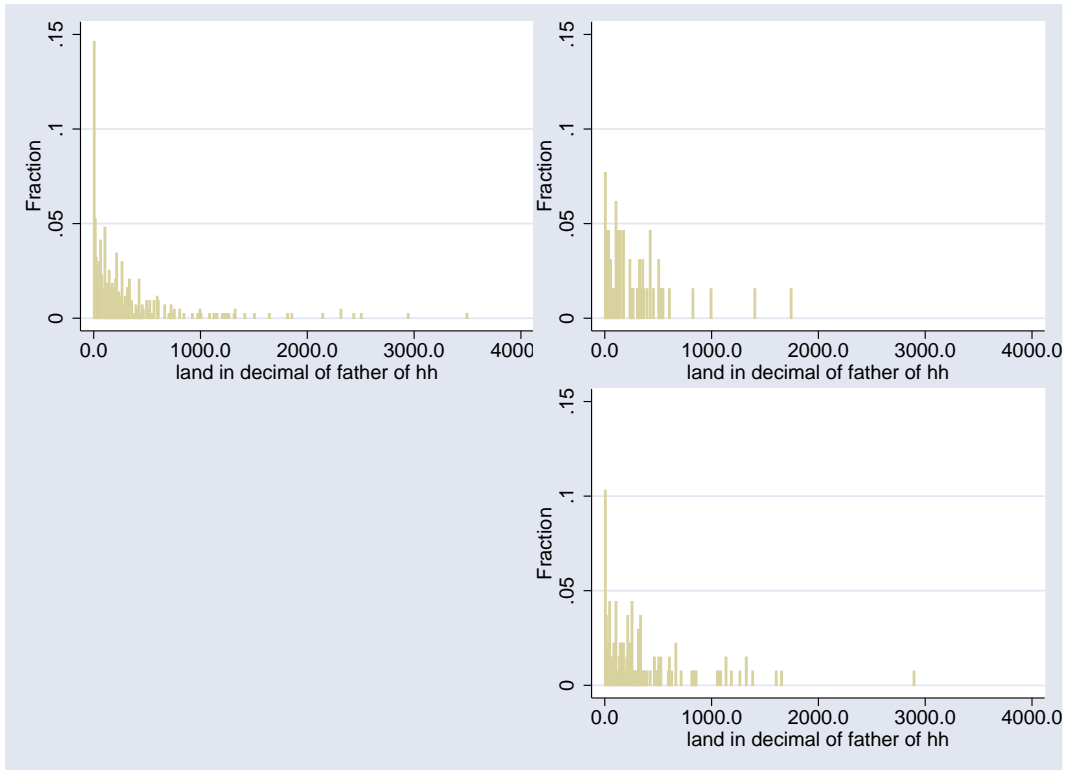 Fraction
0 .05 .1 .15
0.0 1000.0 2000.0 3000.0 4000.0
land in decimal of father of hh
Fraction
0 .05 .1 .15
0.0 1000.0 2000.0 3000.0 4000.0
land in decimal of father of hh
Fraction
0 .05 .1 .15
0.0 1000.0 2000.0 3000.0 4000.0
land in decimal of father of hh